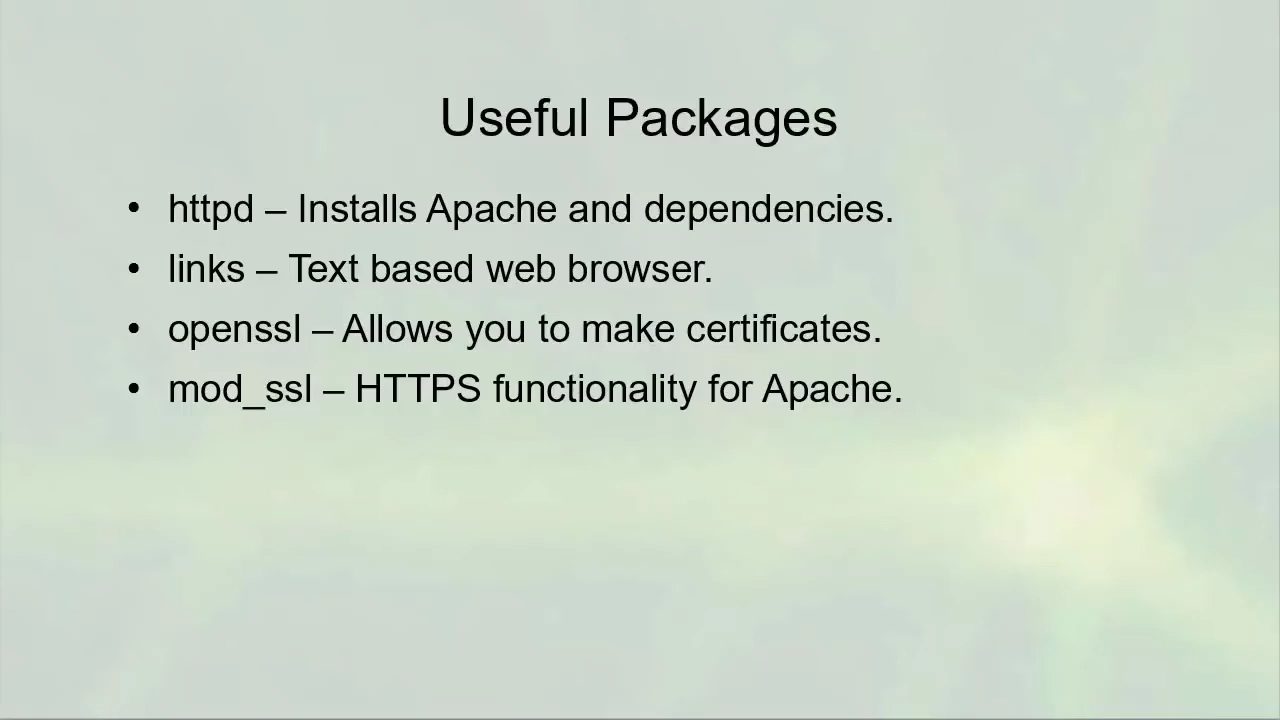 Useful Packages
• httpd – Installs Apache and dependencies.
• links – Text based web browser.
• openssl – Allows you to make certificates.
• mod_ssl – HTTPS functionality for Apache.